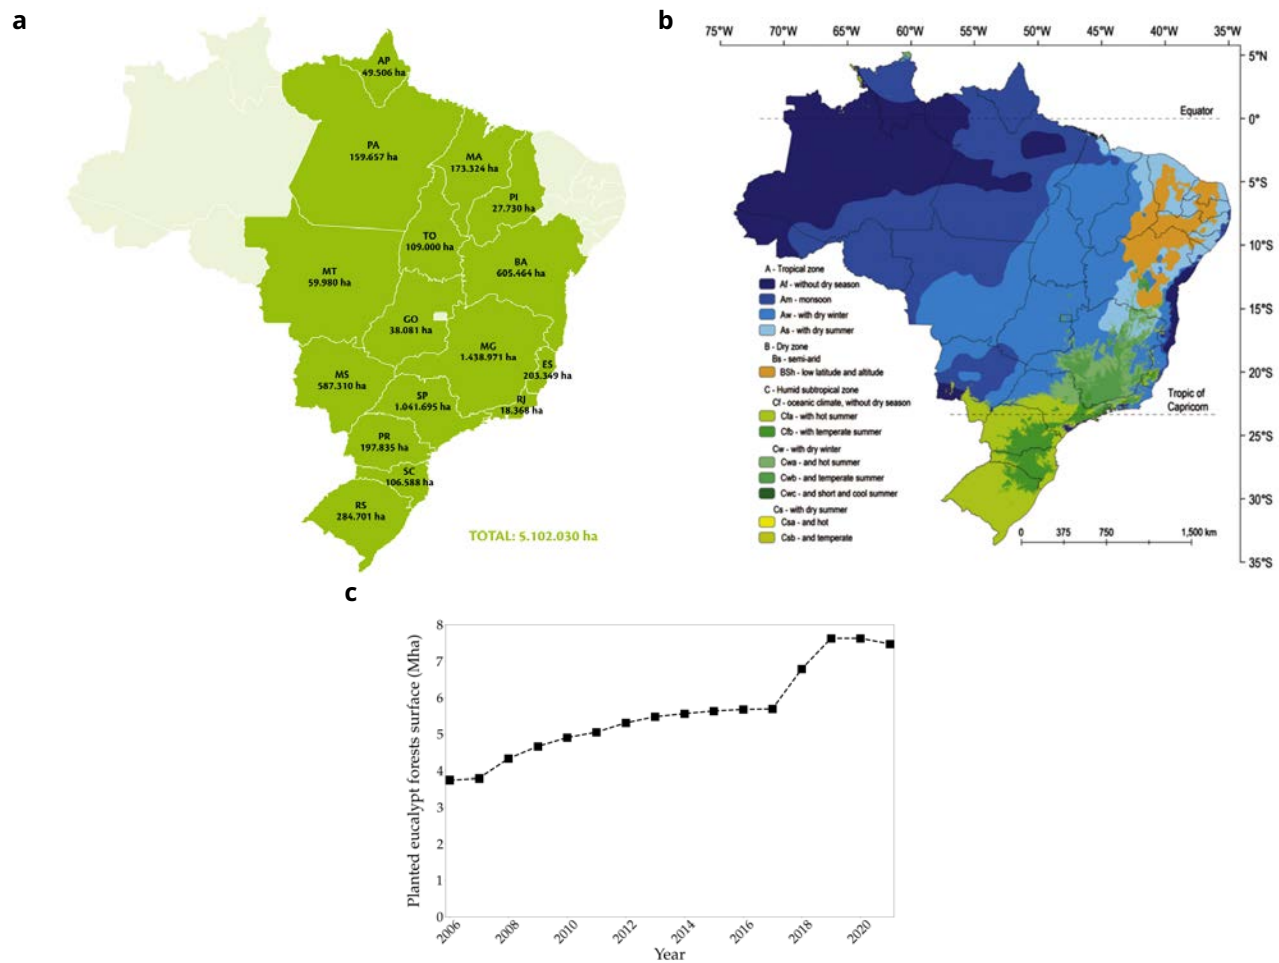 a
AP
49.506 ha
PA
159.657 ha
MA
173.324 ha
PI
27.730 ha
TO
109.000 ha
BA
605.464 ha
MT
59.980 ha
GO
38.081 ha
MG
1.438.971 ha
ES
203.349 ha
MS
587.310 ha
SP
1.041.695 ha
RJ
18.368 ha
PR
197.835 ha
SC
106.588 ha
RS
284.701 ha
TOTAL: 5.102.030 ha
b
75°W 70°W 65°W 60°W 55°W 50°W 45°W 40°W 35°W
5°N
Equator
0°
5°S
10°S
15°S
20°S
Tropic of
Capricorn
25°S
30°S
35°S
A - Tropical zone
Af - without dry season
Am - monsoon
Aw - with dry winter
As - with dry summer
B - Dry zone
Bs - semi-arid
BSh - low latitude and altitude
C - Humid subtropical zone
Cf - oceanic climate, without dry season
Cfa - with hot summer
Cfb - with temperate summer
Cw - with dry winter
Cwa - and hot summer
Cwb - and temperate summer
Cwc - and short and cool summer
Cs - with dry summer
Csa - and hot
Csb - and temperate
0 375 750 1,500 km
c
Planted eucalypt forests surface (Mha)
8
7
6
5
4
3
2
1
0
2006 2008 2010 2012 2014 2016 2018 2020
Year